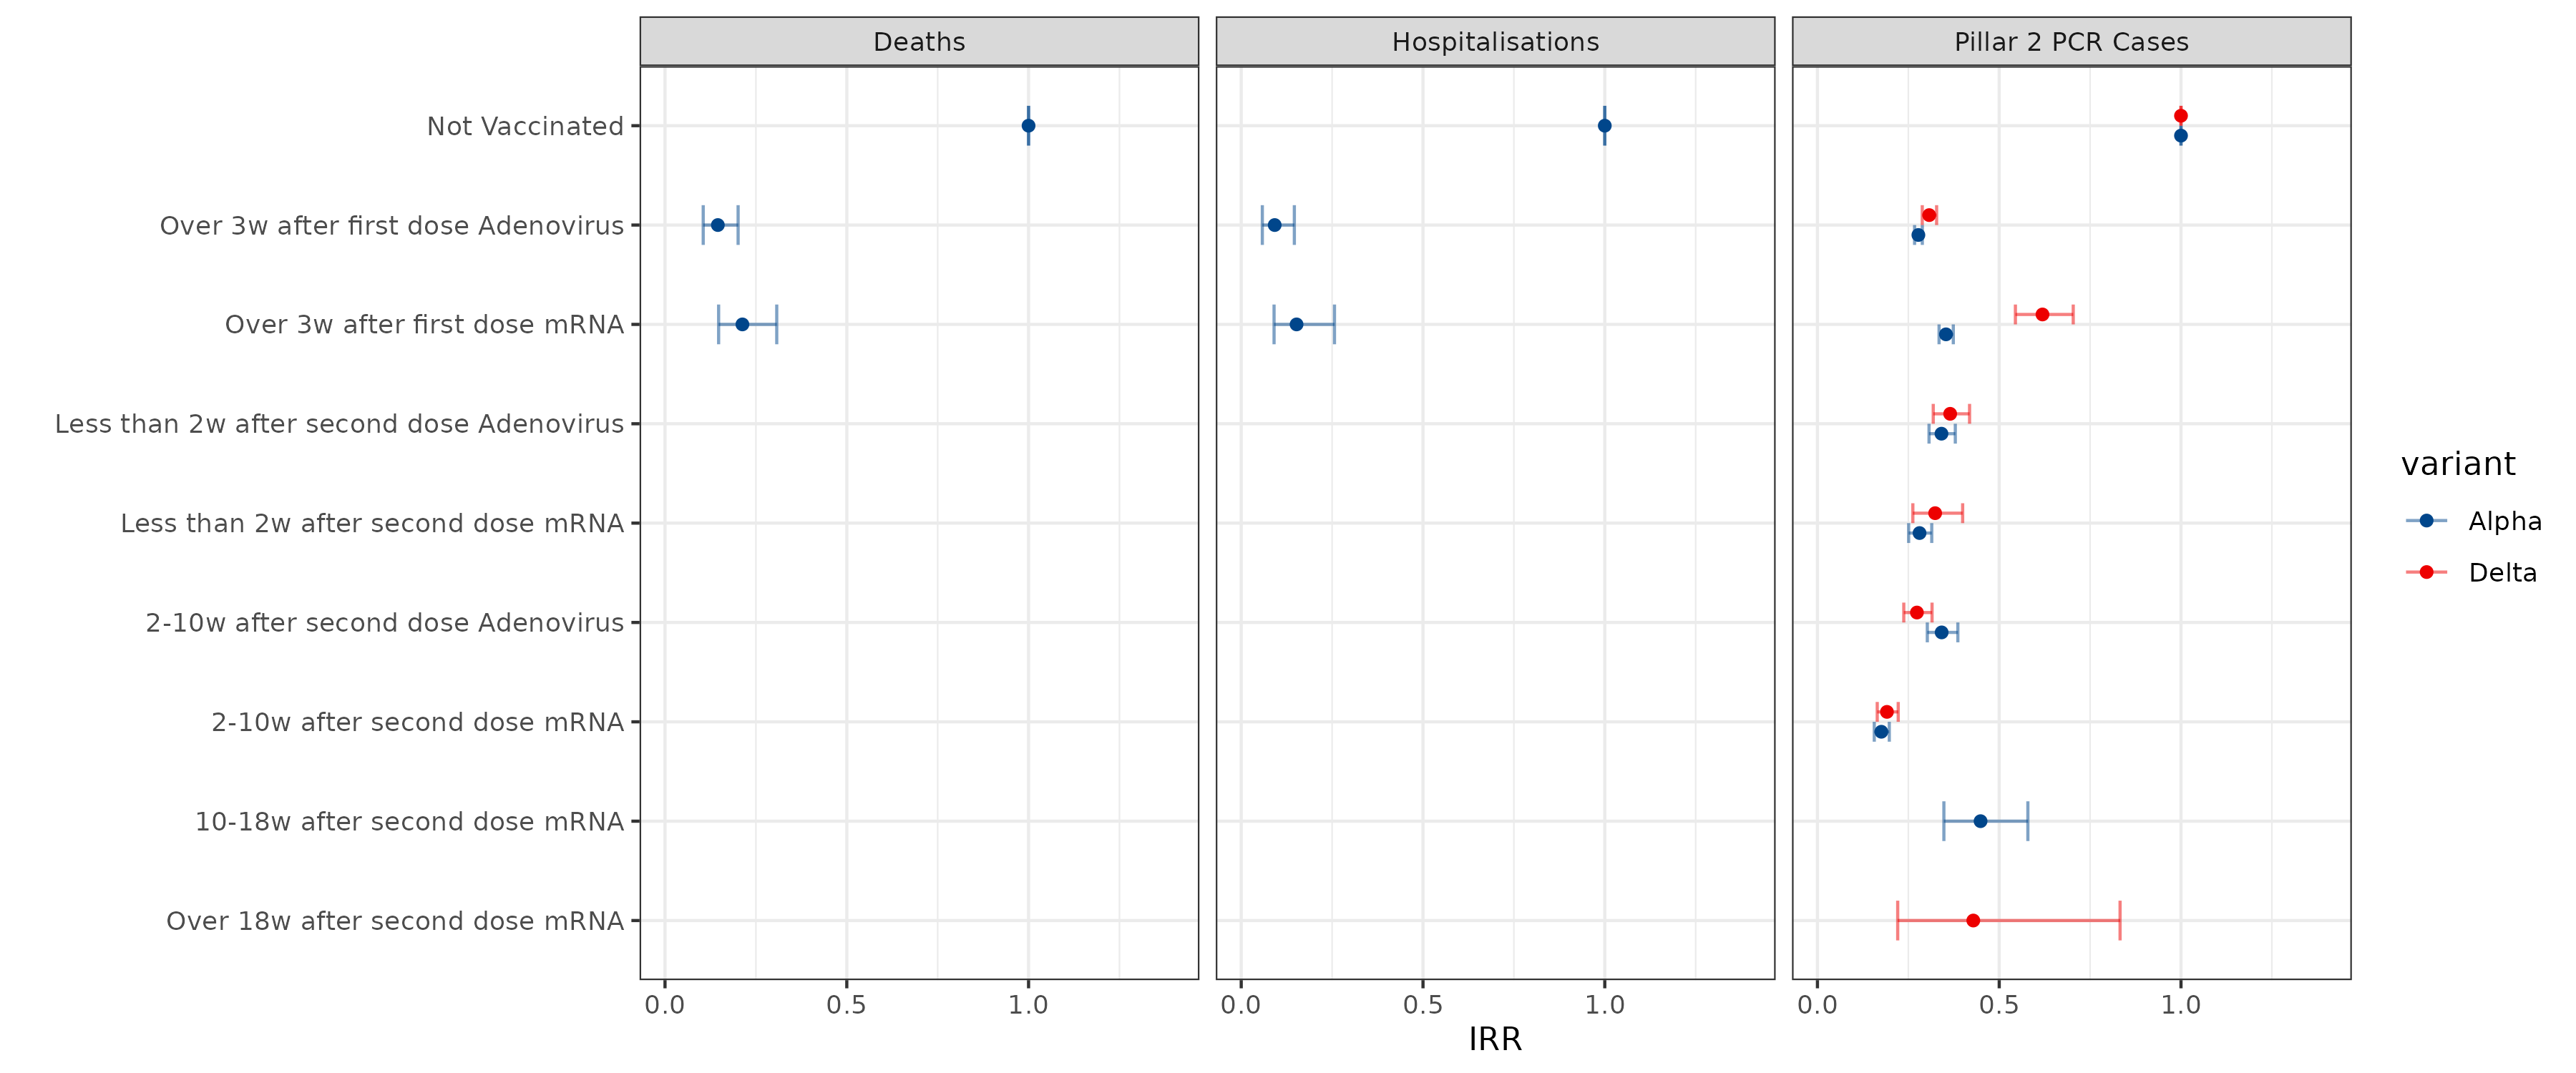 Deaths
Hospitalisations
Pillar 2 PCR Cases
Not Vaccinated
Over 3w after first dose Adenovirus
Over 3w after first dose mRNA
Less than 2w after second dose Adenovirus
Less than 2w after second dose mRNA
2-10w after second dose Adenovirus
2-10w after second dose mRNA
10-18w after second dose mRNA
Over 18w after second dose mRNA
0.0 0.5 1.0
0.0 0.5 1.0
0.0 0.5 1.0
IRR
variant
Alpha
Delta